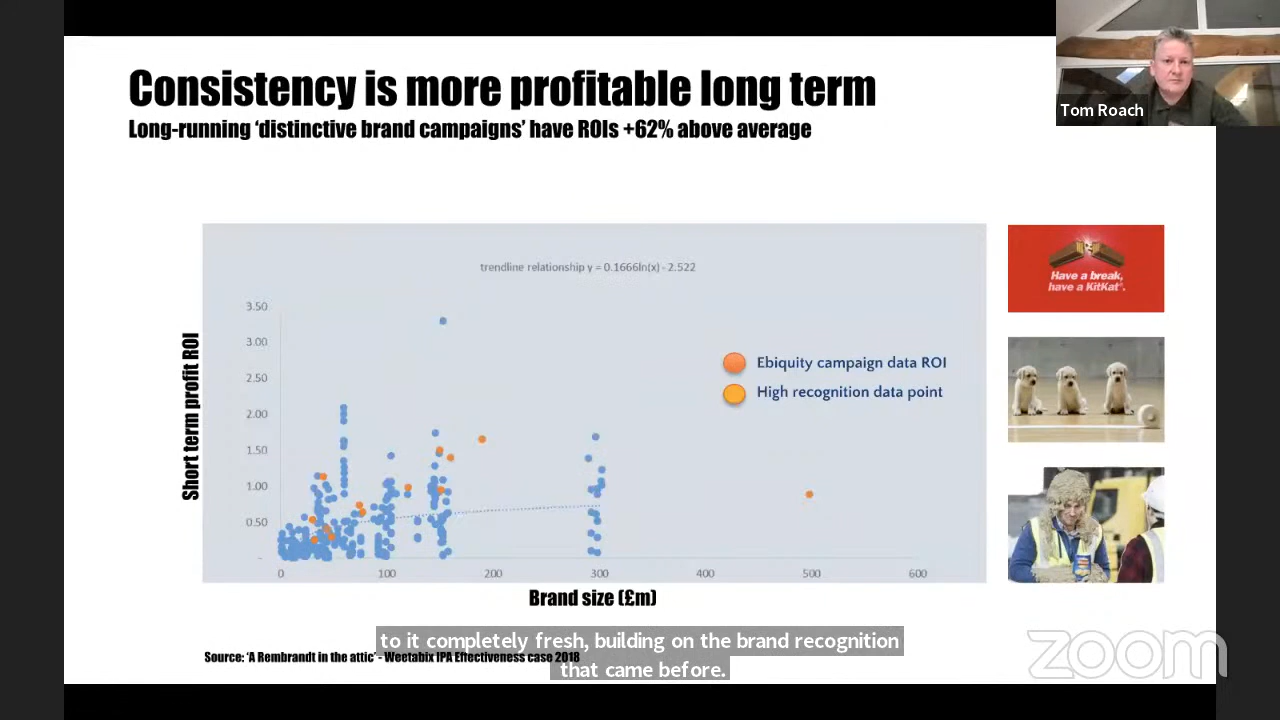 Consistency is more profitable long term
Long-running ‘distinctive brand campaigns’ have ROIs +62% above average
Tom Roach
trendline relationship y = 0.1666ln(x) - 2.522
3.50
3.00
2.50
2.00
1.50
1.00
0.50
-
Short term profit ROI
0 100 200 300 400 500 600
Brand size (£m)
Ebiquity campaign data ROI
High recognition data point
Have a break,
have a KitKat®.
to it completely fresh, building on the brand recognition
that came before.
Source: ‘A Rembrandt in the attic’ - Weetabix IPA Effectiveness case 2018
zoom